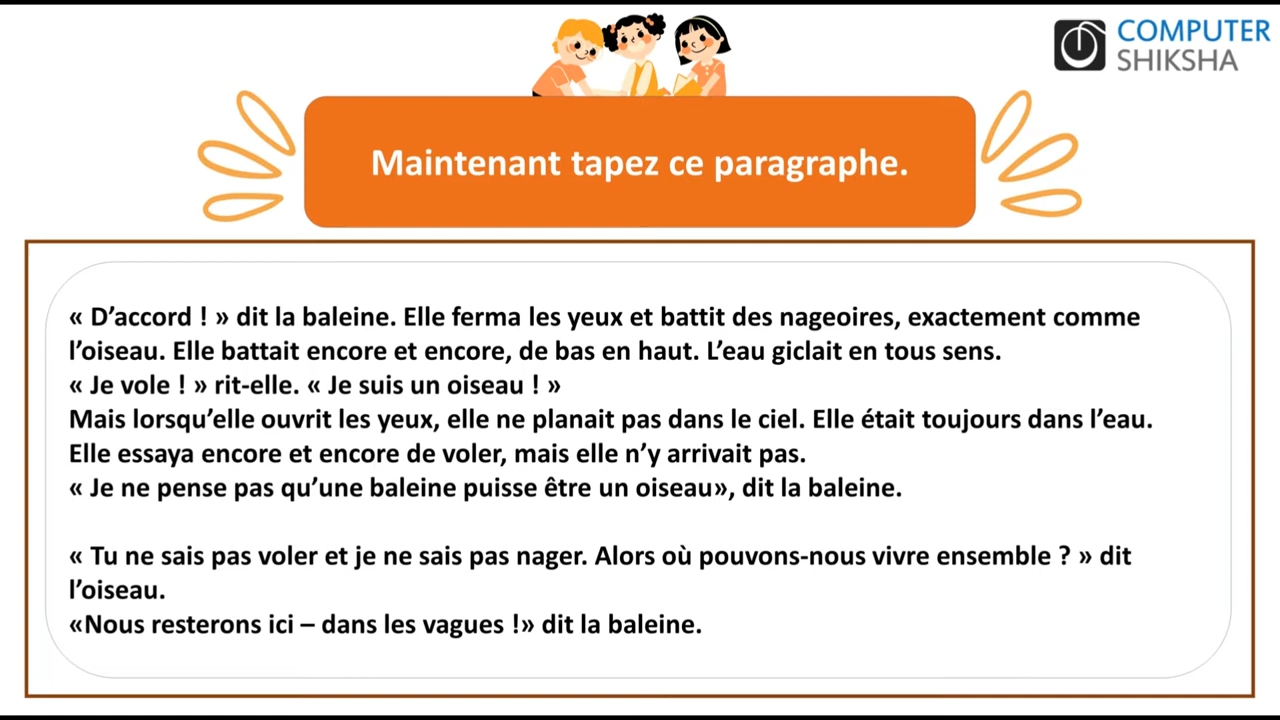 COMPUTER
SHIKSHA
Maintenant tapez ce paragraphe.
« D’accord ! » dit la baleine. Elle ferma les yeux et battit des nageoires, exactement comme
l’oiseau. Elle battait encore et encore, de bas en haut. L’eau giclait en tous sens.
« Je vole ! » rit-elle. « Je suis un oiseau ! »
Mais lorsqu’elle ouvrit les yeux, elle ne planait pas dans le ciel. Elle était toujours dans l’eau.
Elle essaya encore et encore de voler, mais elle n’y arrivait pas.
« Je ne pense pas qu’une baleine puisse être un oiseau», dit la baleine.
« Tu ne sais pas voler et je ne sais pas nager. Alors où pouvons-nous vivre ensemble ? » dit
l’oiseau.
«Nous resterons ici – dans les vagues !» dit la baleine.